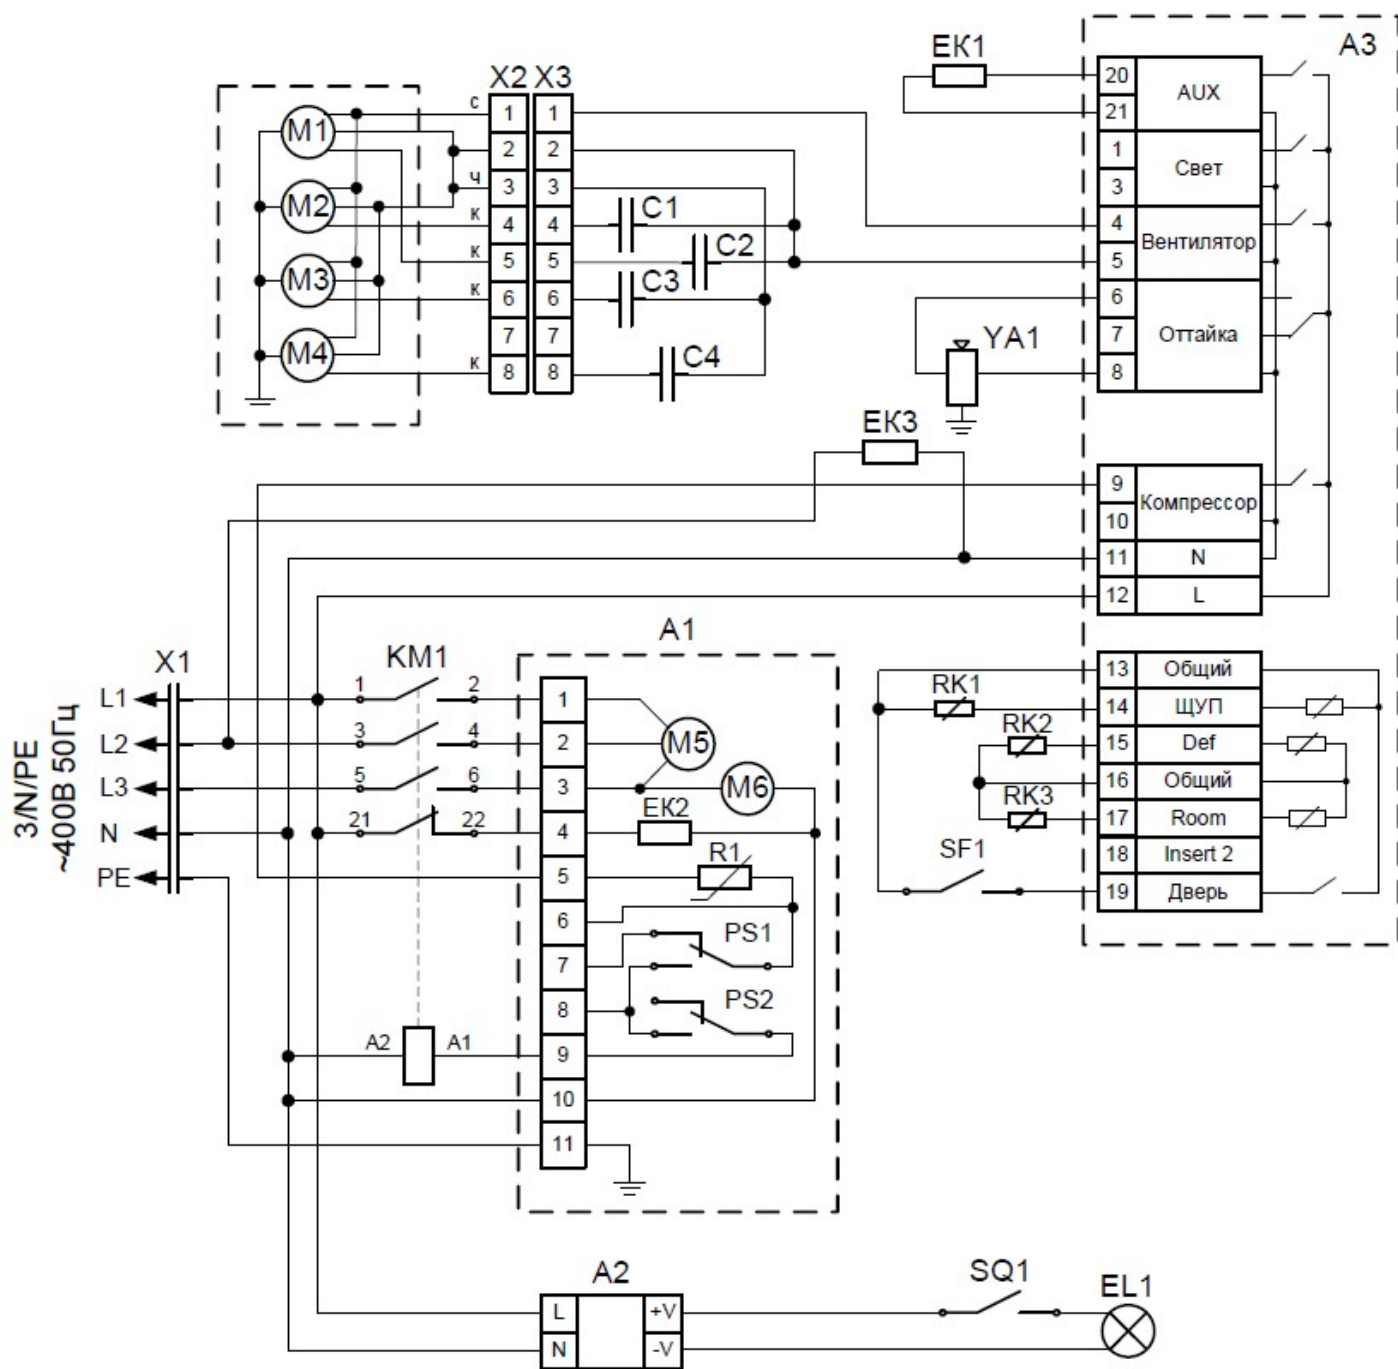 A3
EK1
20
AUX
21
1
Свет
3
4
Вентилятор
5
6
7
Оттайка
8
X2 X3
с
1 1
2 2
ч
3 3
к
4 4
к
5 5
к
6 6
7 7
к
8 8
M1
M2
M3
M4
C1
C2
C3
C4
YA1
EK3
9
Компрессор
10
11 N
12 L
A1
X1
KM1
3/N/PE
~400В 50Гц
L1
L2
L3
N
PE
1 2
3 4
5 6
21 22
A2 A1
1
2
3
4
5
6
7
8
9
10
11
M5
M6
EK2
R1
PS1
PS2
13 Общий
RK1
14 ЩУП
RK2
15 Def
16 Общий
RK3
17 Room
18 Insert 2
SF1
19 Дверь
A2
L +V
N -V
SQ1
EL1